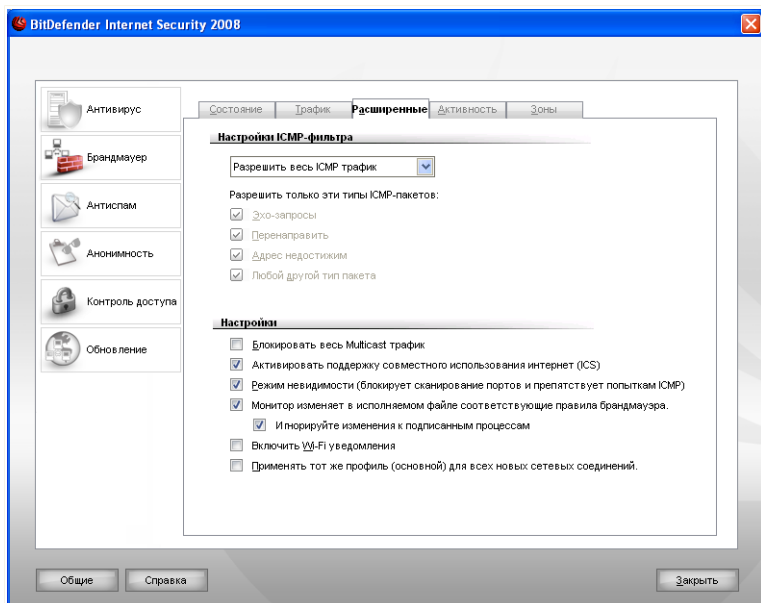 BitDefender Internet Security 2008
Антивирус
Брандмауер
Антиспам
Анонимность
Контроль доступа
Обновление
Состояние
Трафик
Расширенные
Активность
Зоны
Настройки ICMP-фильтра
Разрешить весь ICMP трафик
Разрешить только эти типы ICMP-пакетов:
Эхо-запросы
Перенаправить
Адрес недостижим
Любой другой тип пакета
Настройки
Блокировать весь Multicast трафик
Активировать поддержку совместного использования интернет (ICS)
Режим невидимости (блокирует сканирование портов и препятствует попыткам ICMP)
Монитор изменяет в исполняемом файле соответствующие правила брандмауэра.
Игнорируйте изменения к подписанным процессам
Включить Wi-Fi уведомления
Применять тот же профиль (основной) для всех новых сетевых соединений.
Общие
Справка
Закрыть